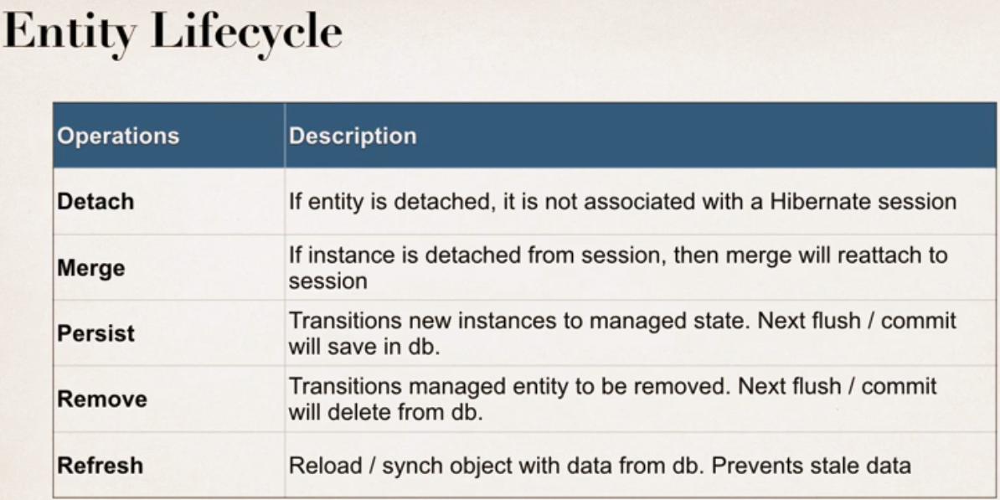 Entity Lifecycle
Operations Description
Detach If entity is detached, it is not associated with a Hibernate session
Merge If instance is detached from session, then merge will reattach to
session
Persist Transitions new instances to managed state. Next flush / commit
will save in db.
Remove Transitions managed entity to be removed. Next flush / commit
will delete from db.
Refresh Reload / synch object with data from db. Prevents stale data